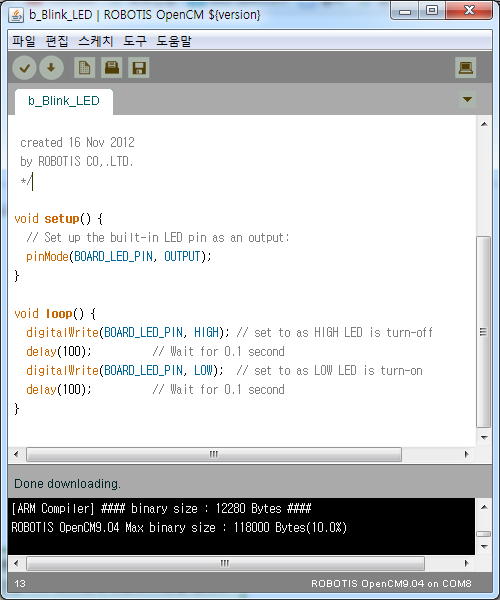 b_Blink_LED | ROBOTIS OpenCM ${version}
파일 편집 스케치 도구 도움말
b_Blink_LED
created 16 Nov 2012
by ROBOTIS CO,.LTD.
*/
void setup() {
// Set up the built-in LED pin as an output:
pinMode(BOARD_LED_PIN, OUTPUT);
}
void loop() {
digitalWrite(BOARD_LED_PIN, HIGH); // set to as HIGH LED is turn-off
delay(100); // Wait for 0.1 second
digitalWrite(BOARD_LED_PIN, LOW); // set to as LOW LED is turn-on
delay(100); // Wait for 0.1 second
}
Done downloading.
[ARM Compiler] #### binary size : 12280 Bytes ####
ROBOTIS OpenCM9.04 Max binary size : 118000 Bytes(10.0%)
13 ROBOTIS OpenCM9.04 on COM8